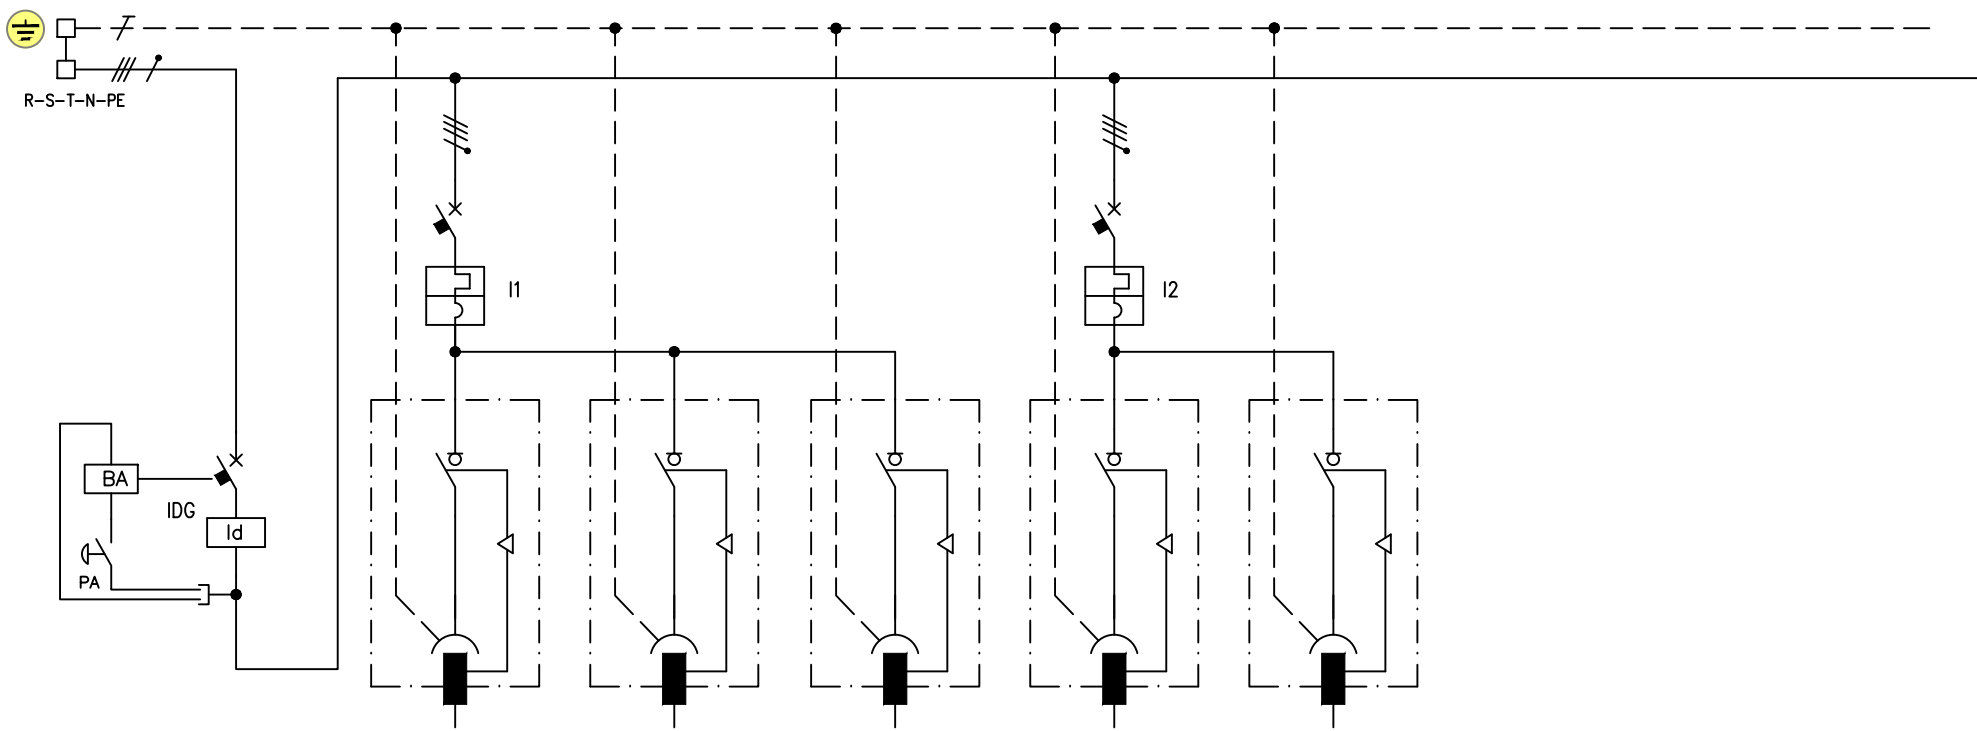 R-S-T-N-PE
I1
I2
BA
IDG
Id
PA